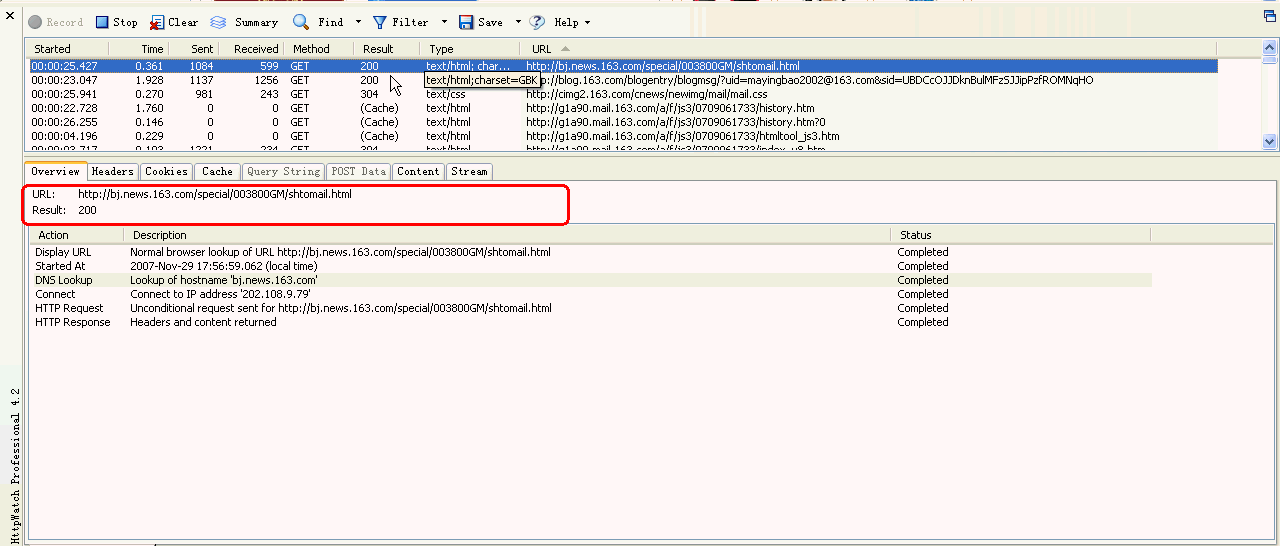 Record Stop Clear Summary Find Filter Save Help
Started Time Sent Received Method Result Type URL
00:00:25.427 0.361 1084 599 GET 200 text/html; char... http://bj.news.163.com/special/003800GM/shtomail.html
00:00:23.047 1.928 1137 1256 GET 200 text/html;charset=GBK http://blog.163.com/blogentry/blogmsg/?uid=mayingbao2002@163.com&sid=UBDCcOJJDknBulMFzSJJipPzfROMNqHO
00:00:25.941 0.270 981 243 GET 304 text/css http://cimg2.163.com/cnews/newimg/mail/mail.css
00:00:22.728 1.760 0 0 GET (Cache) text/html http://g1a90.mail.163.com/a/f/js3/0709061733/history.htm
00:00:26.255 0.146 0 0 GET (Cache) text/html http://g1a90.mail.163.com/a/f/js3/0709061733/history.htm?0
00:00:04.196 0.229 0 0 GET (Cache) text/html http://g1a90.mail.163.com/a/f/js3/0709061733/htmltool_js3.htm
00:00:03.717 0.103 1221 234 GET 304 text/html http://g1a90.mail.163.com/a/f/js3/0709061733/index_v8.htm
Overview Headers Cookies Cache Query String POST Data Content Stream
URL: http://bj.news.163.com/special/003800GM/shtomail.html
Result: 200
Action Description Status
Display URL Normal browser lookup of URL http://bj.news.163.com/special/003800GM/shtomail.html Completed
Started At 2007-Nov-29 17:56:59.062 (local time) Completed
DNS Lookup Lookup of hostname 'bj.news.163.com' Completed
Connect Connect to IP address '202.108.9.79' Completed
HTTP Request Unconditional request sent for http://bj.news.163.com/special/003800GM/shtomail.html Completed
HTTP Response Headers and content returned Completed
HttpWatch Professional 4.2